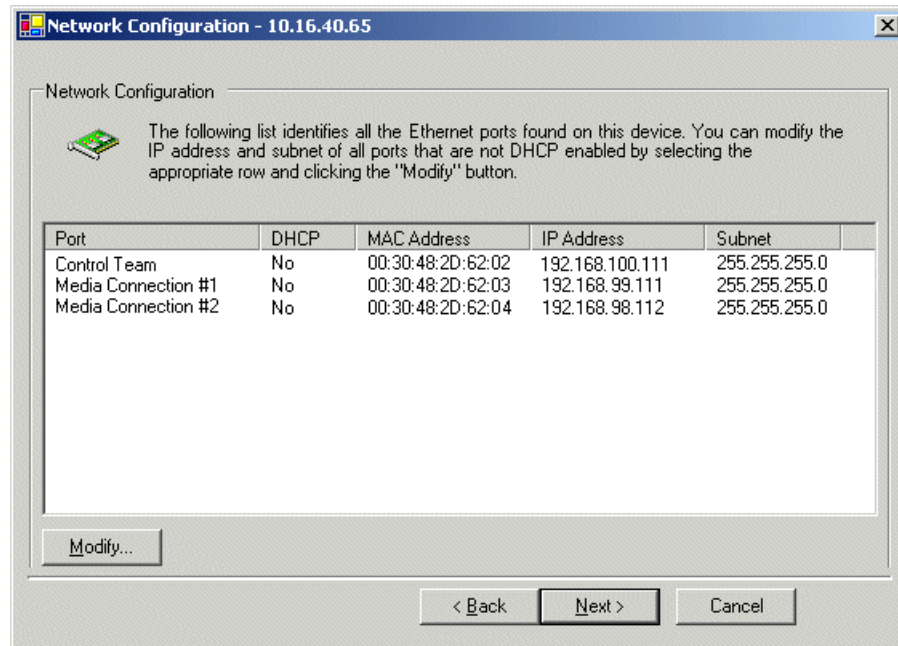 Network Configuration - 10.16.40.65
Network Configuration
The following list identifies all the Ethernet ports found on this device. You can modify the
IP address and subnet of all ports that are not DHCP enabled by selecting the
appropriate row and clicking the "Modify" button.
Port DHCP MAC Address IP Address Subnet
Control Team No 00:30:48:2D:62:02 192.168.100.111 255.255.255.0
Media Connection #1 No 00:30:48:2D:62:03 192.168.99.111 255.255.255.0
Media Connection #2 No 00:30:48:2D:62:04 192.168.98.112 255.255.255.0
Modify...
< Back Next > Cancel